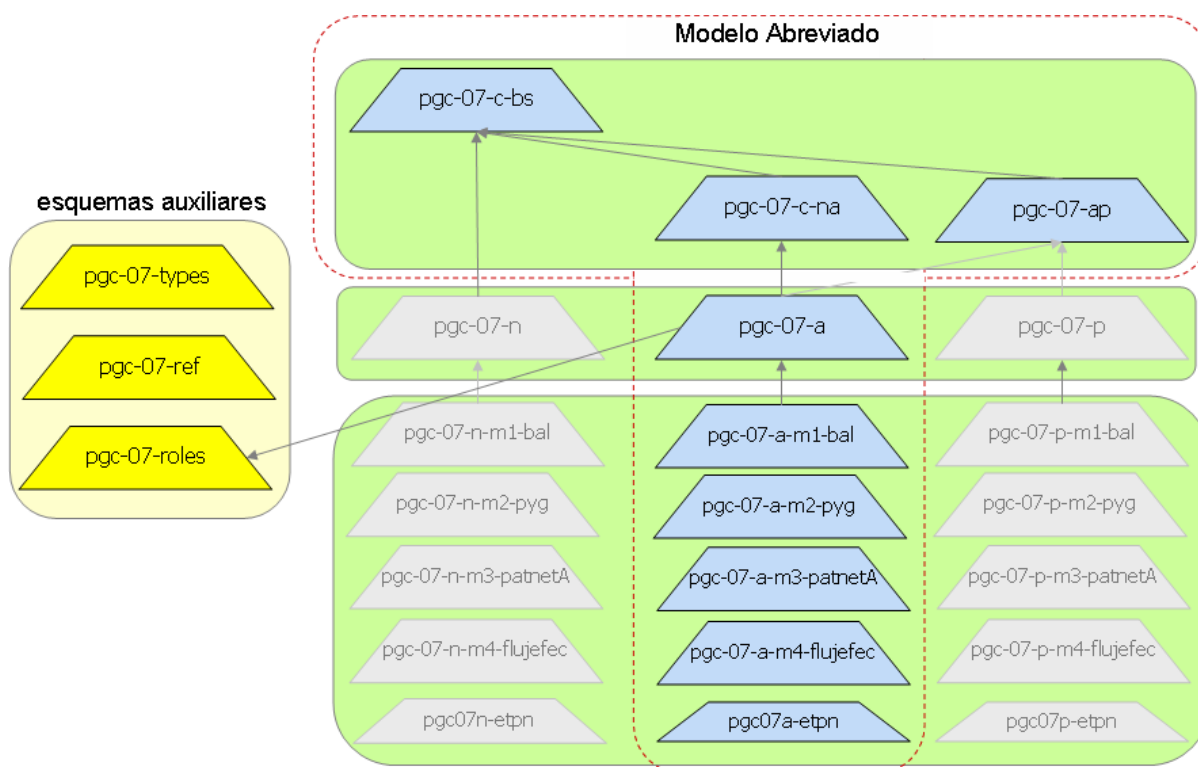 Modelo Abreviado
pgc-07-c-bs
pgc-07-c-na
pgc-07-ap
esquemas auxiliares
pgc-07-types
pgc-07-ref
pgc-07-roles
pgc-07-n
pgc-07-a
pgc-07-p
pgc-07-n-m1-bal
pgc-07-a-m1-bal
pgc-07-p-m1-bal
pgc-07-n-m2-pyg
pgc-07-a-m2-pyg
pgc-07-p-m2-pyg
pgc-07-n-m3-patnetA
pgc-07-a-m3-patnetA
pgc-07-p-m3-patnetA
pgc-07-n-m4-flujefec
pgc-07-a-m4-flujefec
pgc-07-p-m4-flujefec
pgc07n-etpn
pgc07a-etpn
pgc07p-etpn